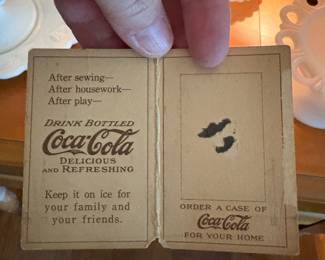 After sewing—
After housework—
After play—
DRINK BOTTLED
Coca-Cola
DELICIOUS
AND REFRESHING
Keep it on ice for
your family and
your friends.
ORDER A CASE OF
Coca-Cola
FOR YOUR HOME